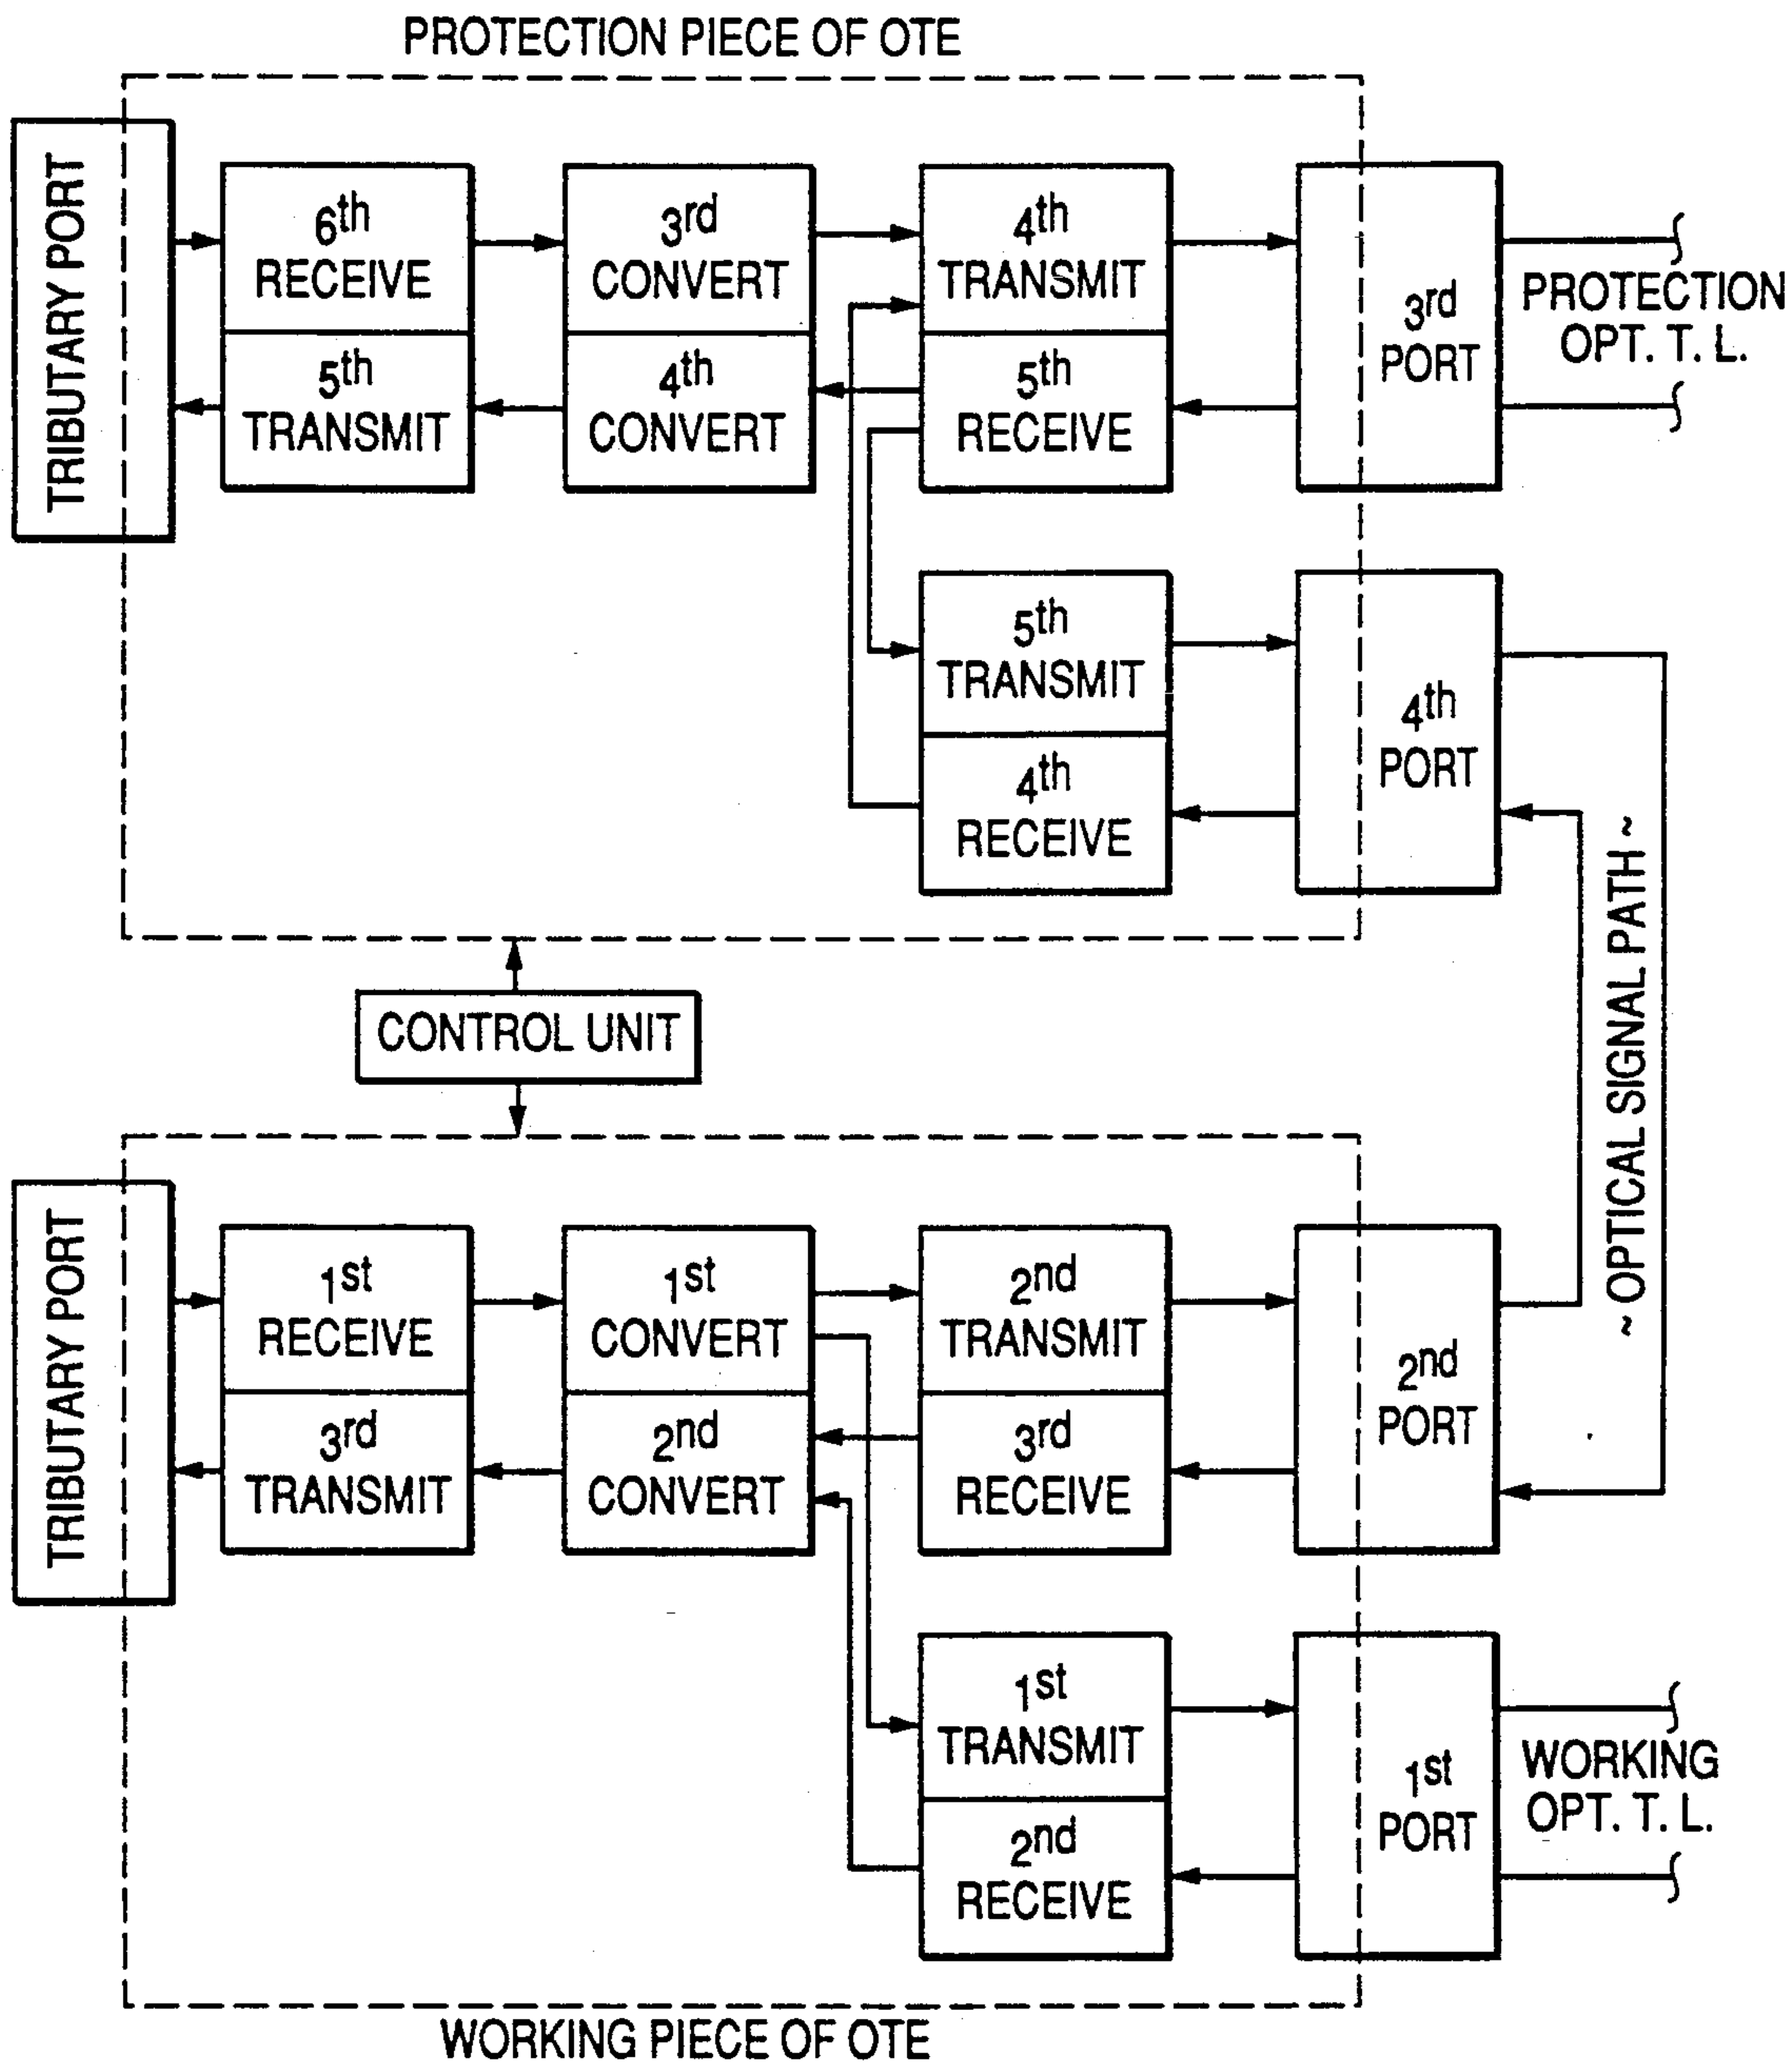 PROTECTION PIECE OF OTE
TRIBUTARY PORT
6th
RECEIVE
5th
TRANSMIT
3rd
CONVERT
4th
CONVERT
4th
TRANSMIT
5th
RECEIVE
3rd
PORT
PROTECTION
OPT. T. L.
5th
TRANSMIT
4th
RECEIVE
4th
PORT
~ OPTICAL SIGNAL PATH ~
CONTROL UNIT
TRIBUTARY PORT
1st
RECEIVE
3rd
TRANSMIT
1st
CONVERT
2nd
CONVERT
2nd
TRANSMIT
3rd
RECEIVE
2nd
PORT
1st
TRANSMIT
2nd
RECEIVE
1st
PORT
WORKING
OPT. T. L.
WORKING PIECE OF OTE